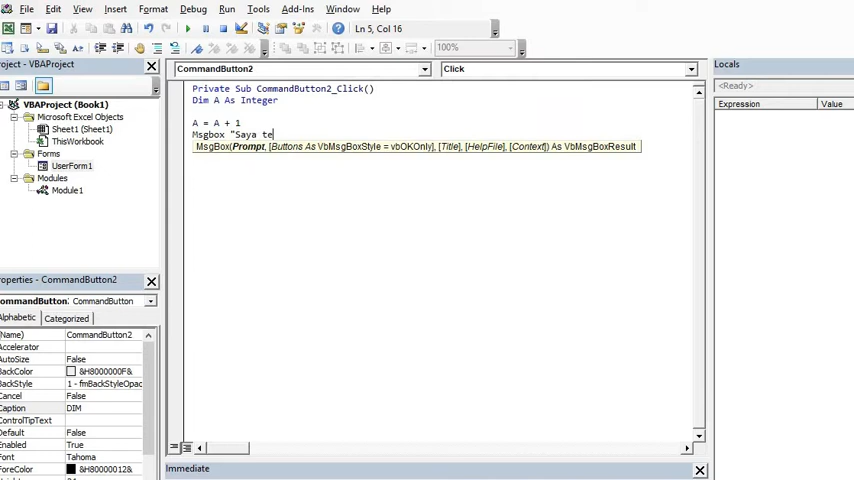 File Edit View Insert Format Debug Run Tools Add-Ins Window Help
Ln 5, Col 16
100%
roject - VBAProject
VBAProject (Book1)
Microsoft Excel Objects
Sheet1 (Sheet1)
ThisWorkbook
Forms
UserForm1
Modules
Module1
roperties - CommandButton2
CommandButton2 CommandButton
Alphabetic Categorized
(Name) CommandButton2
Accelerator
AutoSize False
BackColor &H8000000F&
BackStyle 1 - fmBackStyleOpac
Cancel False
Caption DIM
ControlTipText
Default False
Enabled True
Font Tahoma
ForeColor &H80000012&
CommandButton2 Click
Private Sub CommandButton2_Click()
Dim A As Integer
A = A + 1
Msgbox "Saya te
MsgBox(Prompt, [Buttons As VbMsgBoxStyle = vbOKOnly], [Title], [HelpFile], [Context]) As VbMsgBoxResult
Immediate
Locals
<Ready>
Expression Value